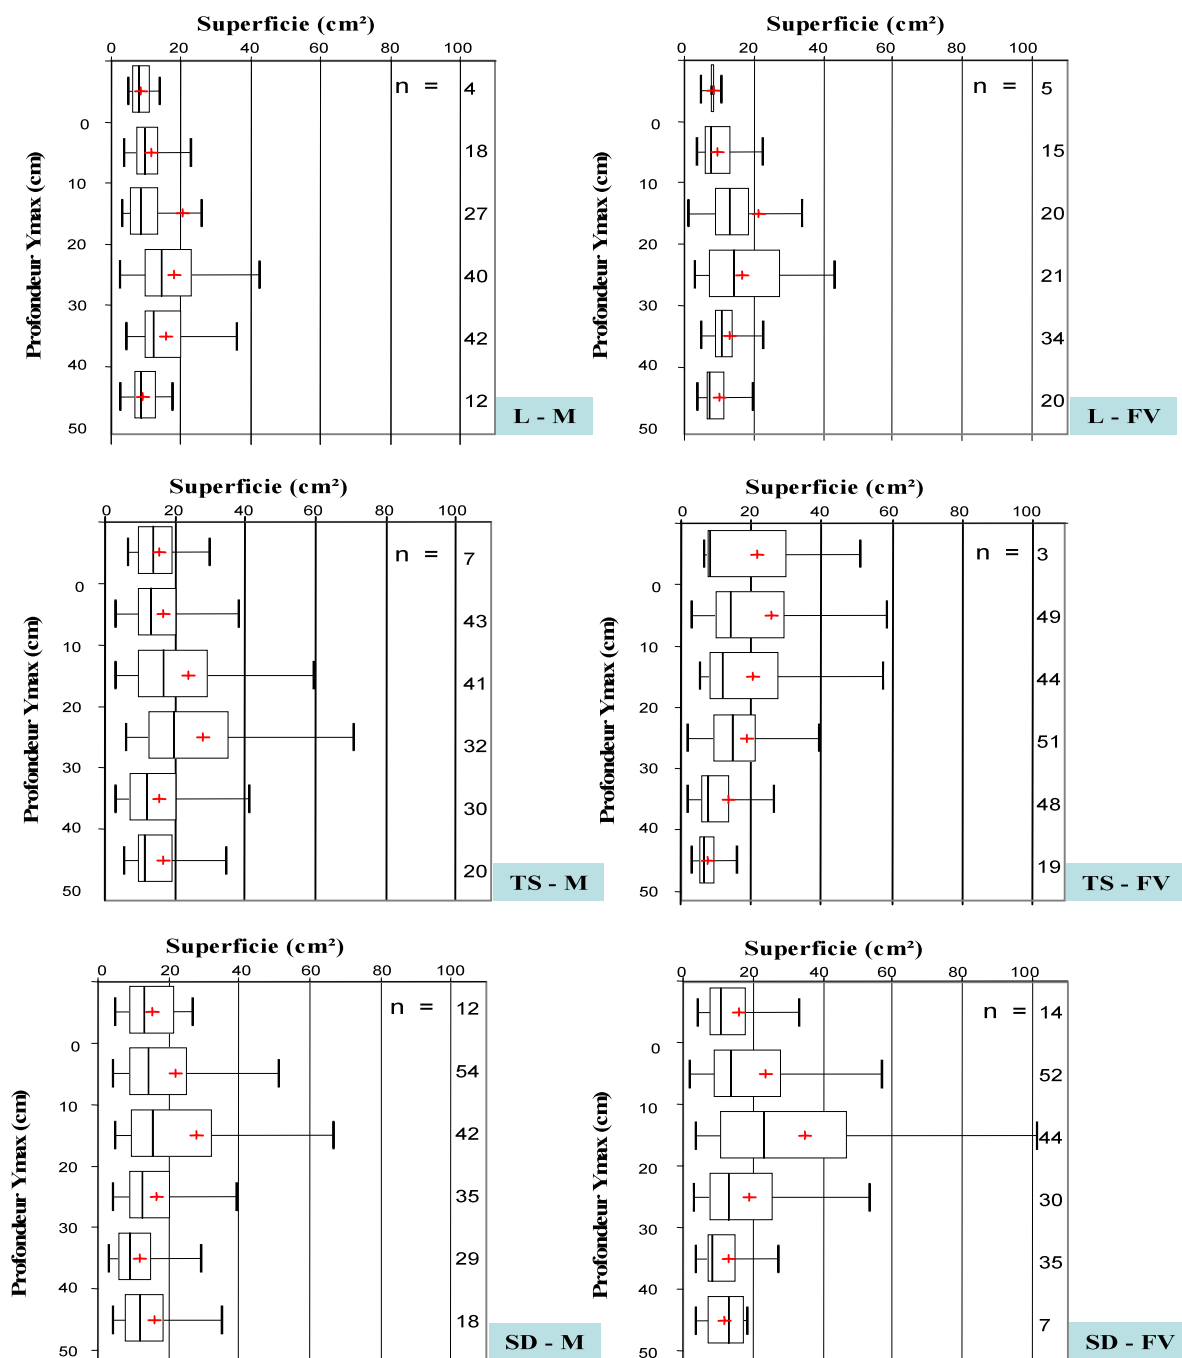 Superficie (cm²)
0 20 40 60 80 100
n = 4
0
18
10
27
20
40
30
42
40
12
50
Profondeur Ymax (cm)
L - M
Superficie (cm²)
0 20 40 60 80 100
n = 5
0
15
10
20
20
21
30
34
40
20
50
Profondeur Ymax (cm)
L - FV
Superficie (cm²)
0 20 40 60 80 100
n = 7
0
43
10
41
20
32
30
30
40
20
50
Profondeur Ymax (cm)
TS - M
Superficie (cm²)
0 20 40 60 80 100
n = 3
0
49
10
44
20
51
30
48
40
19
50
Profondeur Ymax (cm)
TS - FV
Superficie (cm²)
0 20 40 60 80 100
n = 12
0
54
10
42
20
35
30
29
40
18
50
Profondeur Ymax (cm)
SD - M
Superficie (cm²)
0 20 40 60 80 100
n = 14
0
52
10
44
20
30
30
35
40
7
50
Profondeur Ymax (cm)
SD - FV